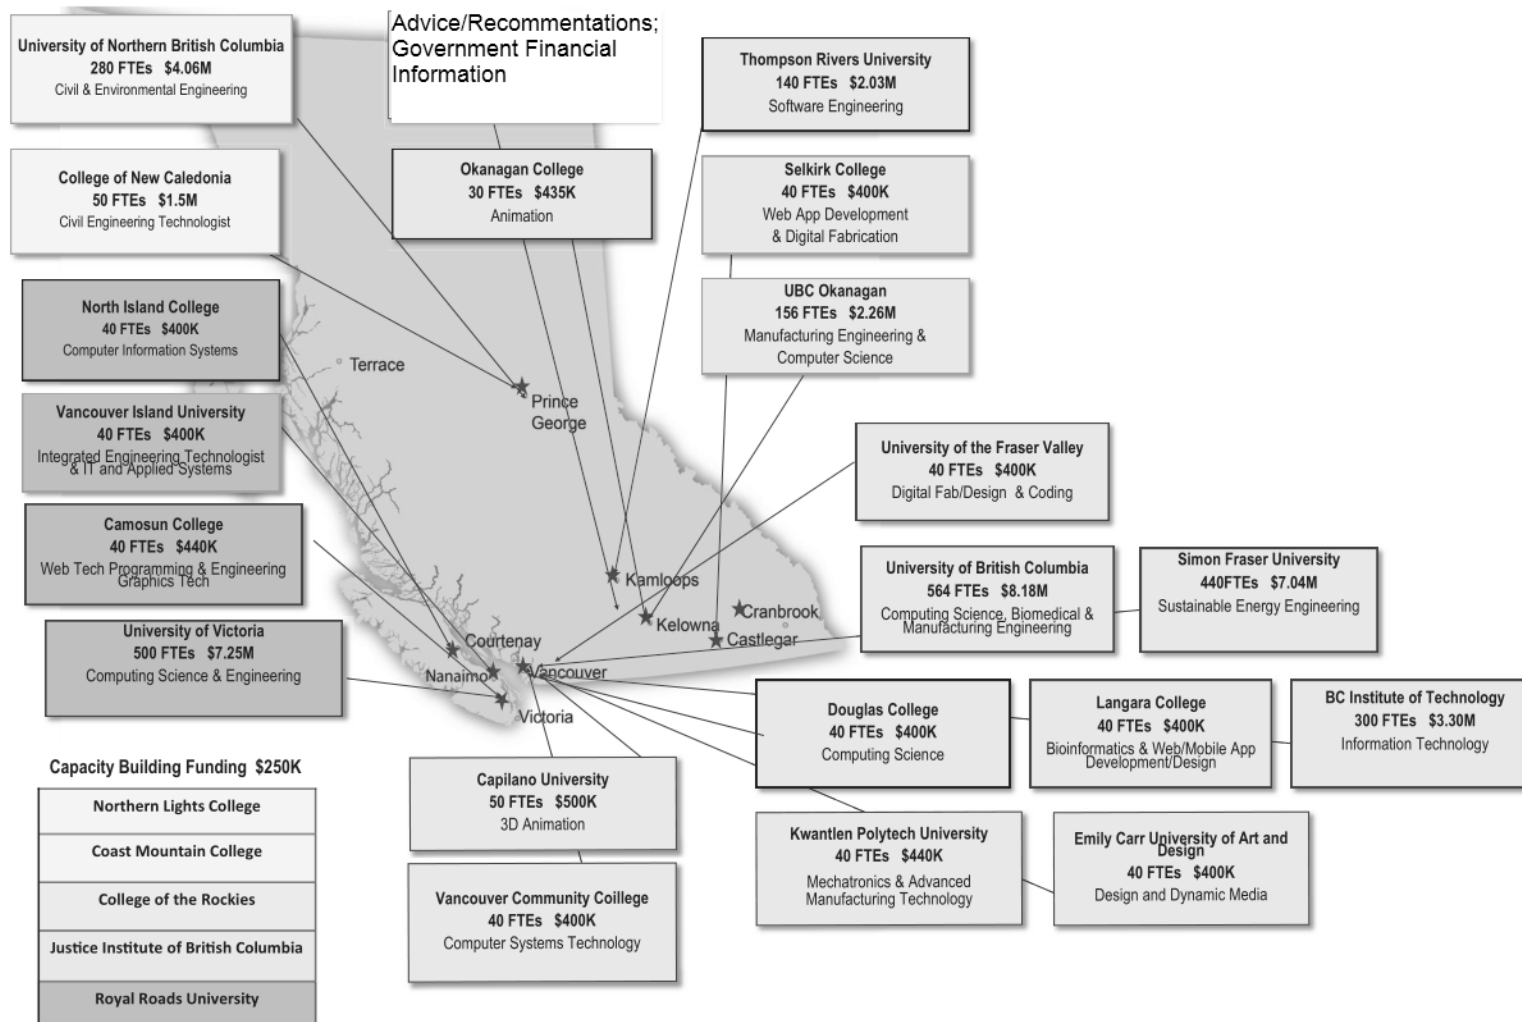 University of Northern British Columbia
280 FTEs $4.06M
Civil & Environmental Engineering
Advice/Recommentations;
Government Financial
Information
Thompson Rivers University
140 FTEs $2.03M
Software Engineering
College of New Caledonia
50 FTEs $1.5M
Civil Engineering Technologist
Okanagan College
30 FTEs $435K
Animation
Selkirk College
40 FTEs $400K
Web App Development
& Digital Fabrication
North Island College
40 FTEs $400K
Computer Information Systems
UBC Okanagan
156 FTEs $2.26M
Manufacturing Engineering &
Computer Science
Terrace
Prince
George
Vancouver Island University
40 FTEs $400K
Integrated Engineering Technologist
& IT and Applied Systems
University of the Fraser Valley
40 FTEs $400K
Digital Fab/Design & Coding
Camosun College
40 FTEs $440K
Web Tech Programming & Engineering
Graphics Tech
University of British Columbia
564 FTEs $8.18M
Computing Science, Biomedical &
Manufacturing Engineering
Simon Fraser University
440FTEs $7.04M
Sustainable Energy Engineering
Kamloops
Kelowna
Cranbrook
Castlegar
Courtenay
Nanaimo
Vancouver
Victoria
University of Victoria
500 FTEs $7.25M
Computing Science & Engineering
Douglas College
40 FTEs $400K
Computing Science
Langara College
40 FTEs $400K
Bioinformatics & Web/Mobile App
Development/Design
BC Institute of Technology
300 FTEs $3.30M
Information Technology
Capilano University
50 FTEs $500K
3D Animation
Kwantlen Polytech University
40 FTEs $440K
Mechatronics & Advanced
Manufacturing Technology
Emily Carr University of Art and
Design
40 FTEs $400K
Design and Dynamic Media
Vancouver Community Coillege
40 FTEs $400K
Computer Systems Technology
Capacity Building Funding $250K
Northern Lights College
Coast Mountain College
College of the Rockies
Justice Institute of British Columbia
Royal Roads University